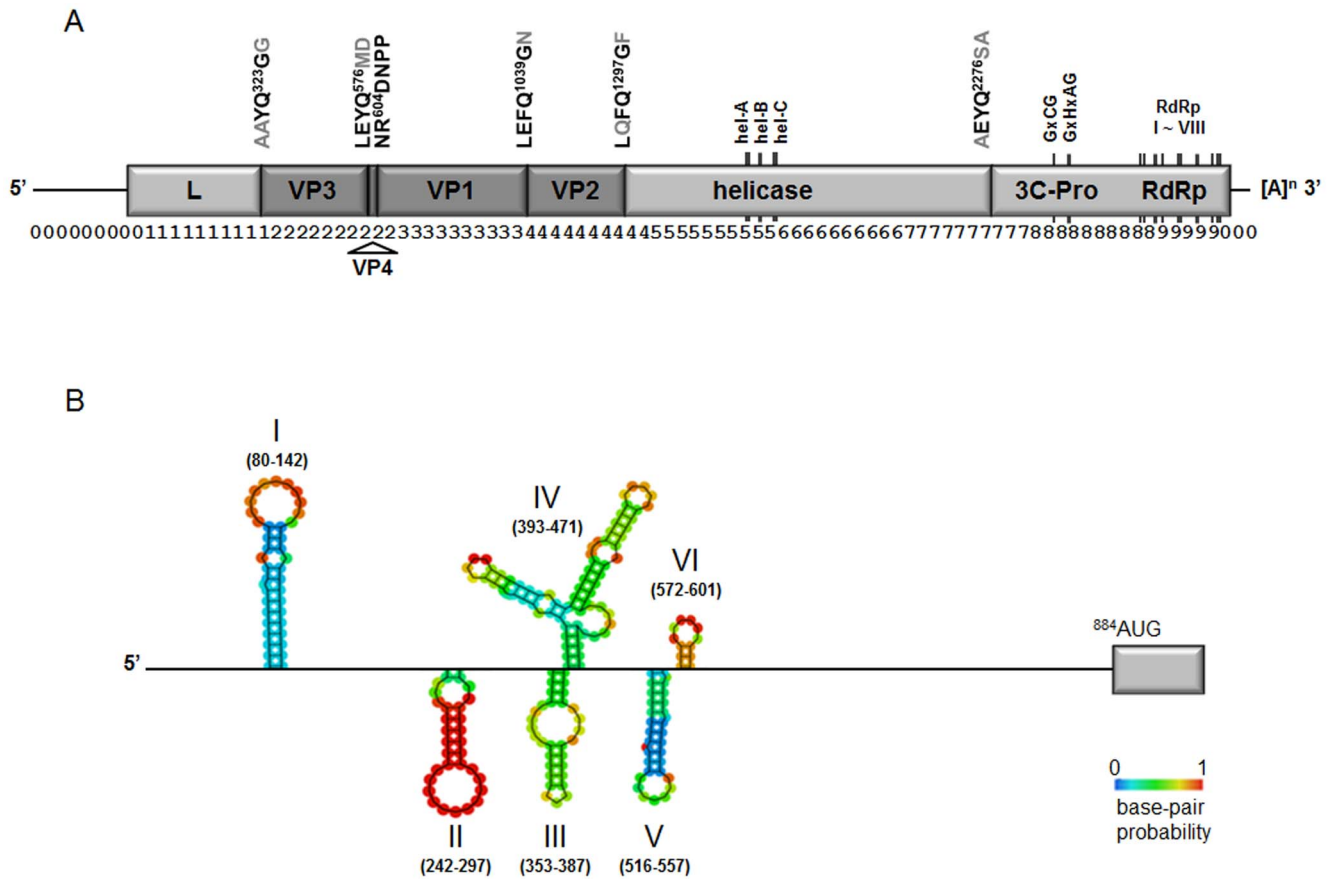 A
AAYQ³²³GG
LEYQ⁵⁷⁶MD
NR⁶⁰⁴DNPP
LEFQ¹⁰³⁹GN
LQFQ¹²⁹⁷GF
hel-A
hel-B
hel-C
AEYQ²²⁷⁶SA
GxCG
GxHxAG
RdRp
I ~ VIII
5’ L VP3 VP1 VP2 helicase 3C-Pro RdRp [A]ⁿ 3’
VP4
B
I
(80-142)
IV
(393-471)
VI
(572-601)
⁸⁸⁴AUG
5’
II
(242-297)
III
(353-387)
V
(516-557)
0 1
base-pair
probability